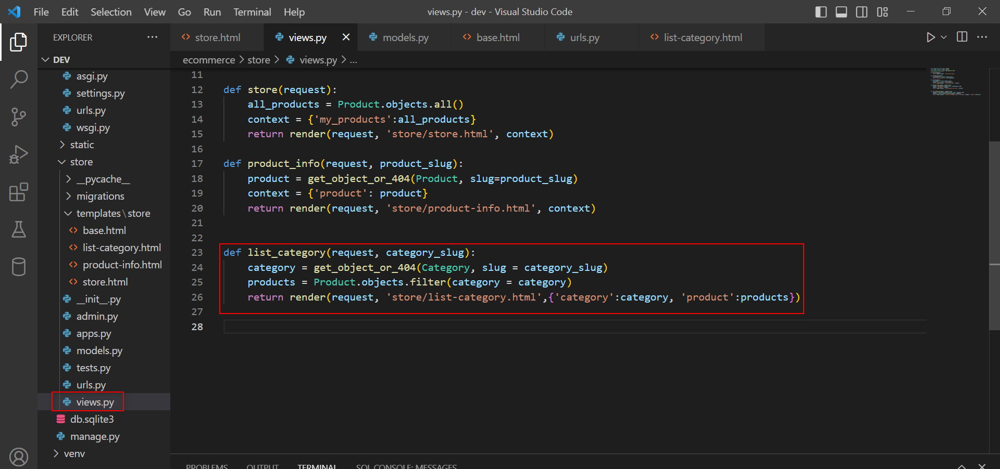 File Edit Selection View Go Run Terminal Help
views.py - dev - Visual Studio Code
EXPLORER
store.html
views.py
models.py
base.html
urls.py
list-category.html
DEV
asgi.py
settings.py
urls.py
wsgi.py
static
store
__pycache__
migrations
templates\store
base.html
list-category.html
product-info.html
store.html
__init__.py
admin.py
apps.py
models.py
tests.py
urls.py
views.py
db.sqlite3
manage.py
venv
ecommerce > store > views.py > ...
11
12 def store(request):
13 all_products = Product.objects.all()
14 context = {'my_products':all_products}
15 return render(request, 'store/store.html', context)
16
17 def product_info(request, product_slug):
18 product = get_object_or_404(Product, slug=product_slug)
19 context = {'product': product}
20 return render(request, 'store/product-info.html', context)
21
22
23 def list_category(request, category_slug):
24 category = get_object_or_404(Category, slug = category_slug)
25 products = Product.objects.filter(category = category)
26 return render(request, 'store/list-category.html',{'category':category, 'product':products})
27
28
PROBLEMS OUTPUT TERMINAL SQL CONSOLE: MESSAGES